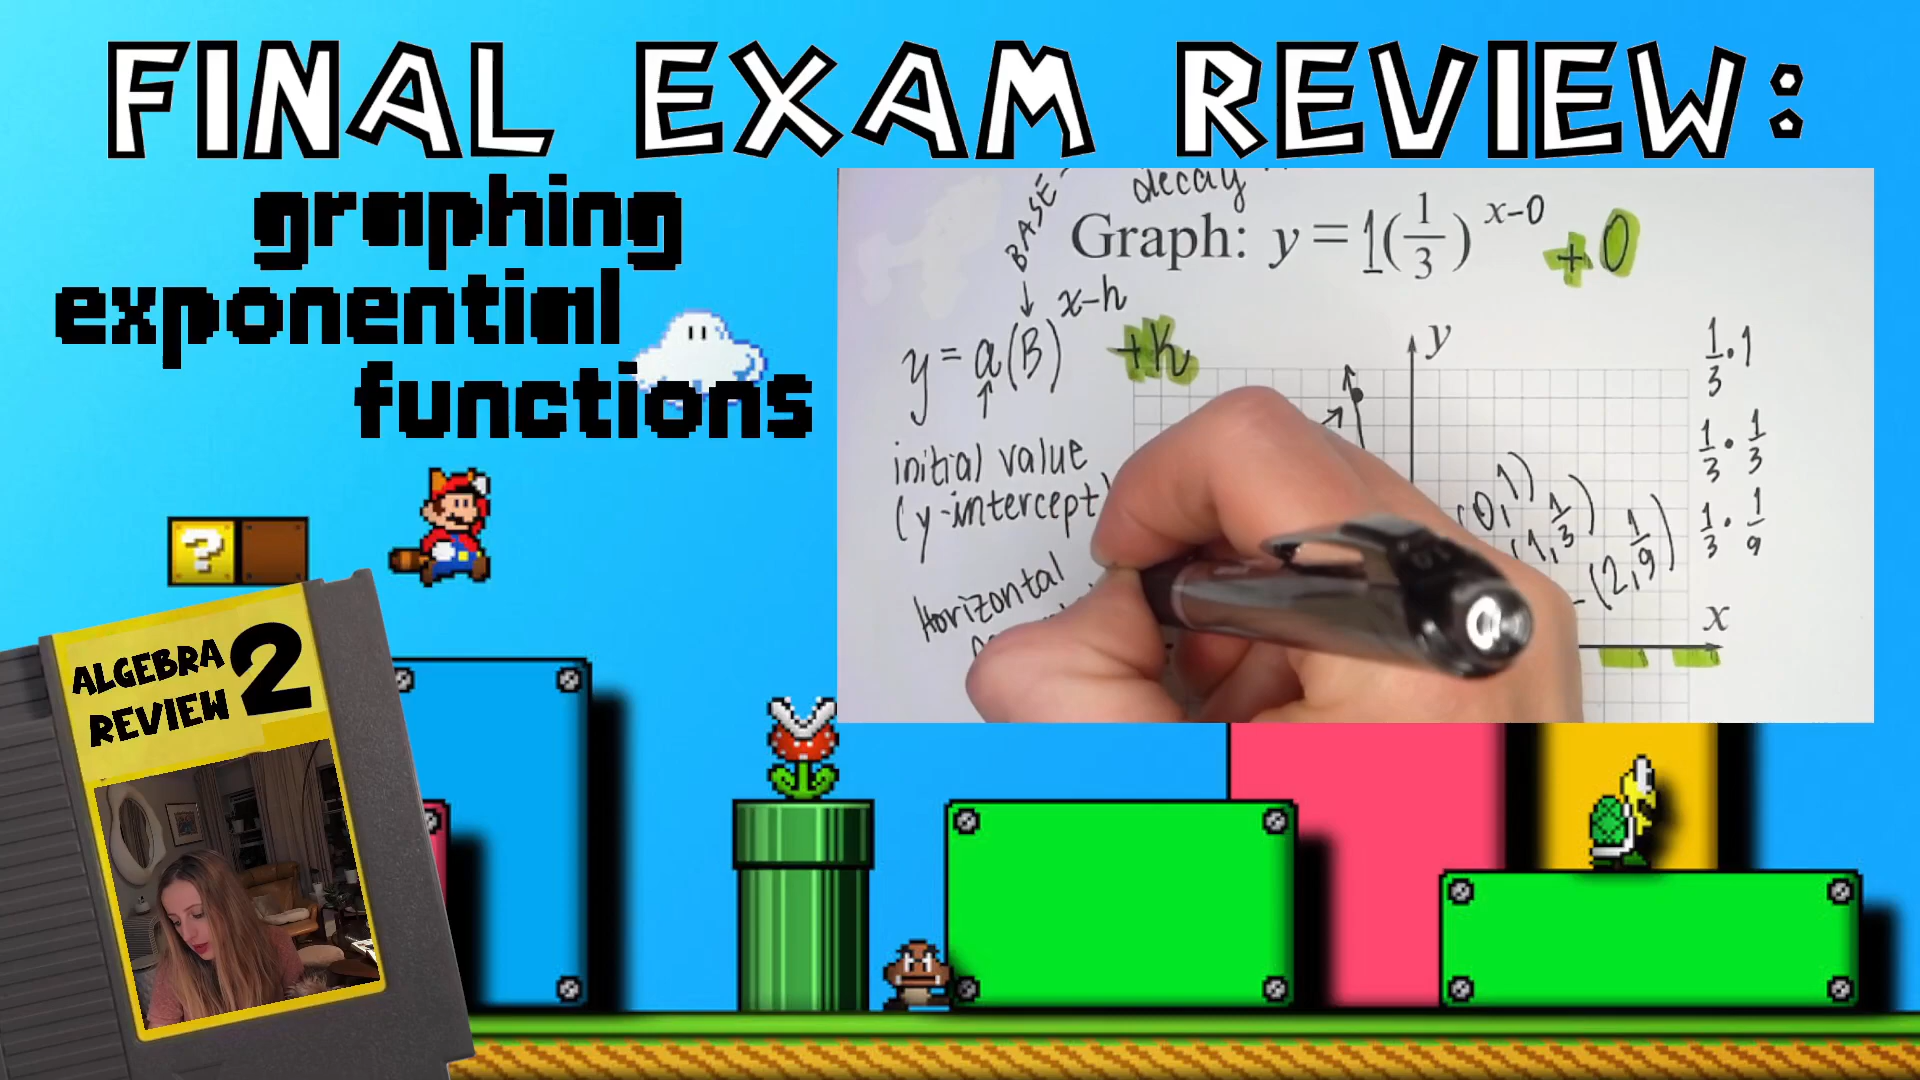 FINAL EXAM REVIEW:
graphing
exponential
functions
ALGEBRA
REVIEW 2
?
decay
BASE
Graph: y = 1(1/3)^x-0 + 0
y = a(B)^x-h + k
initial value
(y-intercept)
Horizontal
y
x
(0,1)
(1, 1/3)
(2, 1/9)
1/3 · 1
1/3 · 1/3
1/3 · 1/9